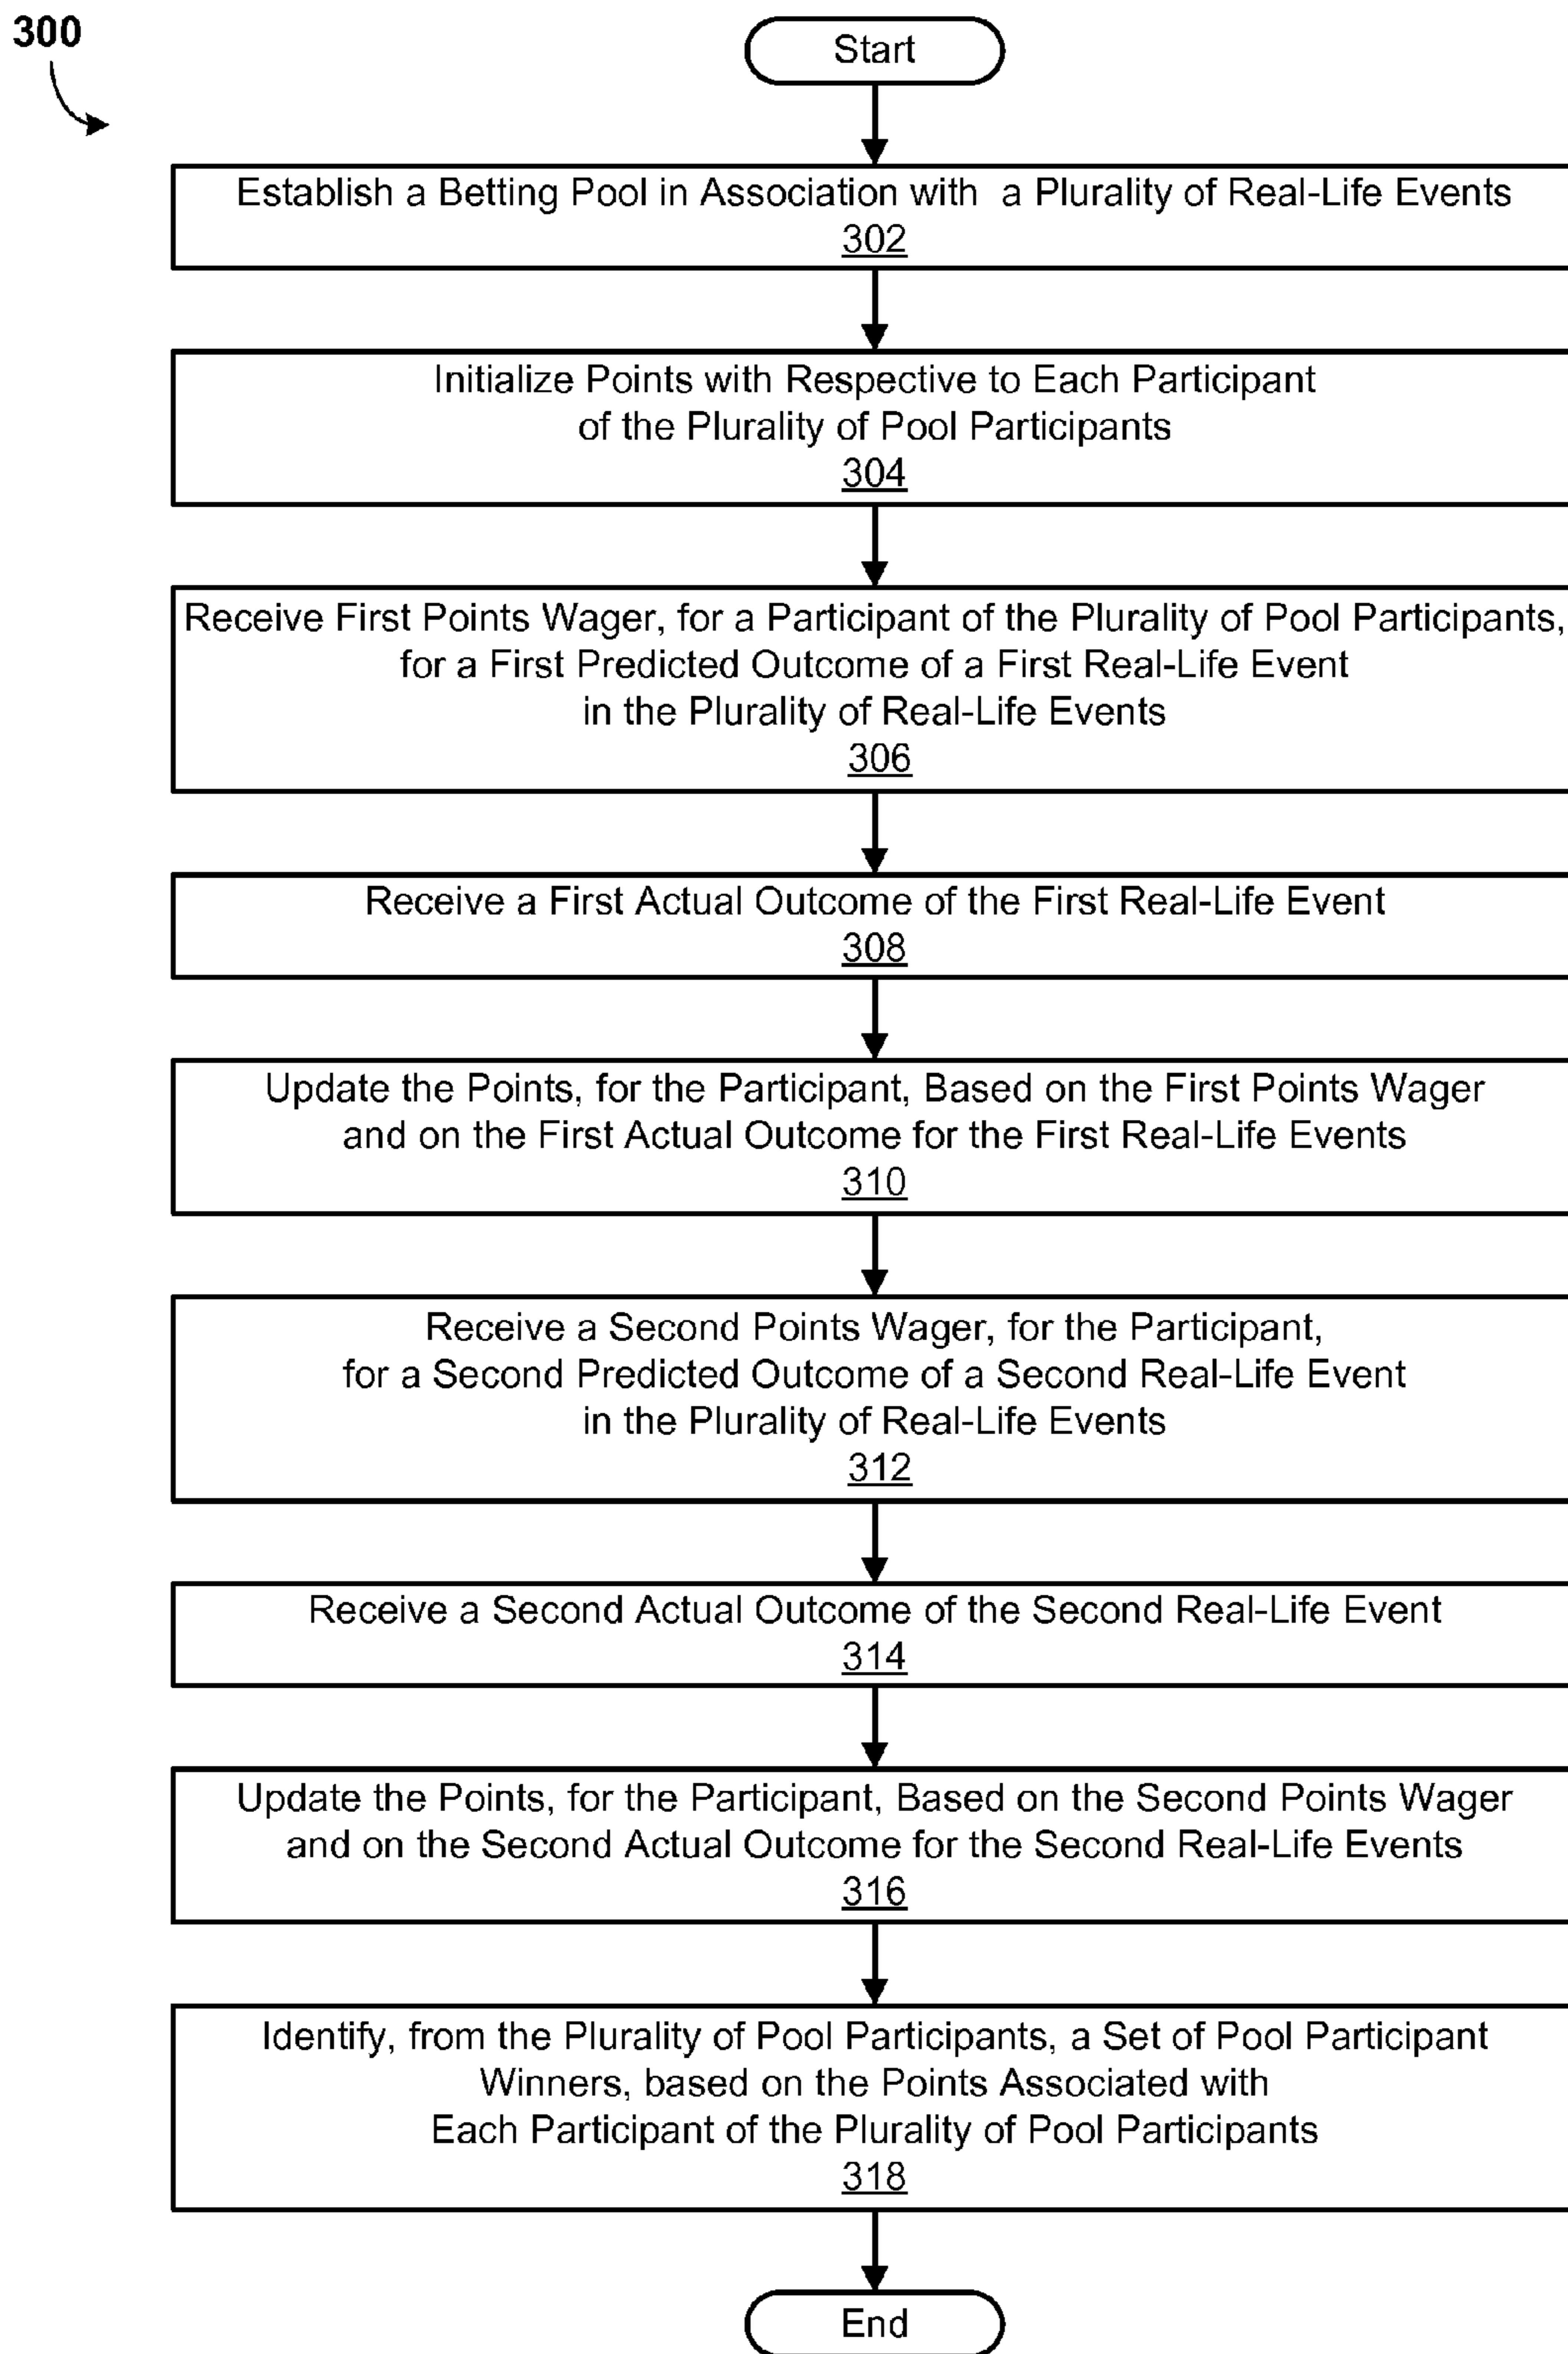 300
Start
Establish a Betting Pool in Association with a Plurality of Real-Life Events
302
Initialize Points with Respective to Each Participant
of the Plurality of Pool Participants
304
Receive First Points Wager, for a Participant of the Plurality of Pool Participants,
for a First Predicted Outcome of a First Real-Life Event
in the Plurality of Real-Life Events
306
Receive a First Actual Outcome of the First Real-Life Event
308
Update the Points, for the Participant, Based on the First Points Wager
and on the First Actual Outcome for the First Real-Life Events
310
Receive a Second Points Wager, for the Participant,
for a Second Predicted Outcome of a Second Real-Life Event
in the Plurality of Real-Life Events
312
Receive a Second Actual Outcome of the Second Real-Life Event
314
Update the Points, for the Participant, Based on the Second Points Wager
and on the Second Actual Outcome for the Second Real-Life Events
316
Identify, from the Plurality of Pool Participants, a Set of Pool Participant
Winners, based on the Points Associated with
Each Participant of the Plurality of Pool Participants
318
End